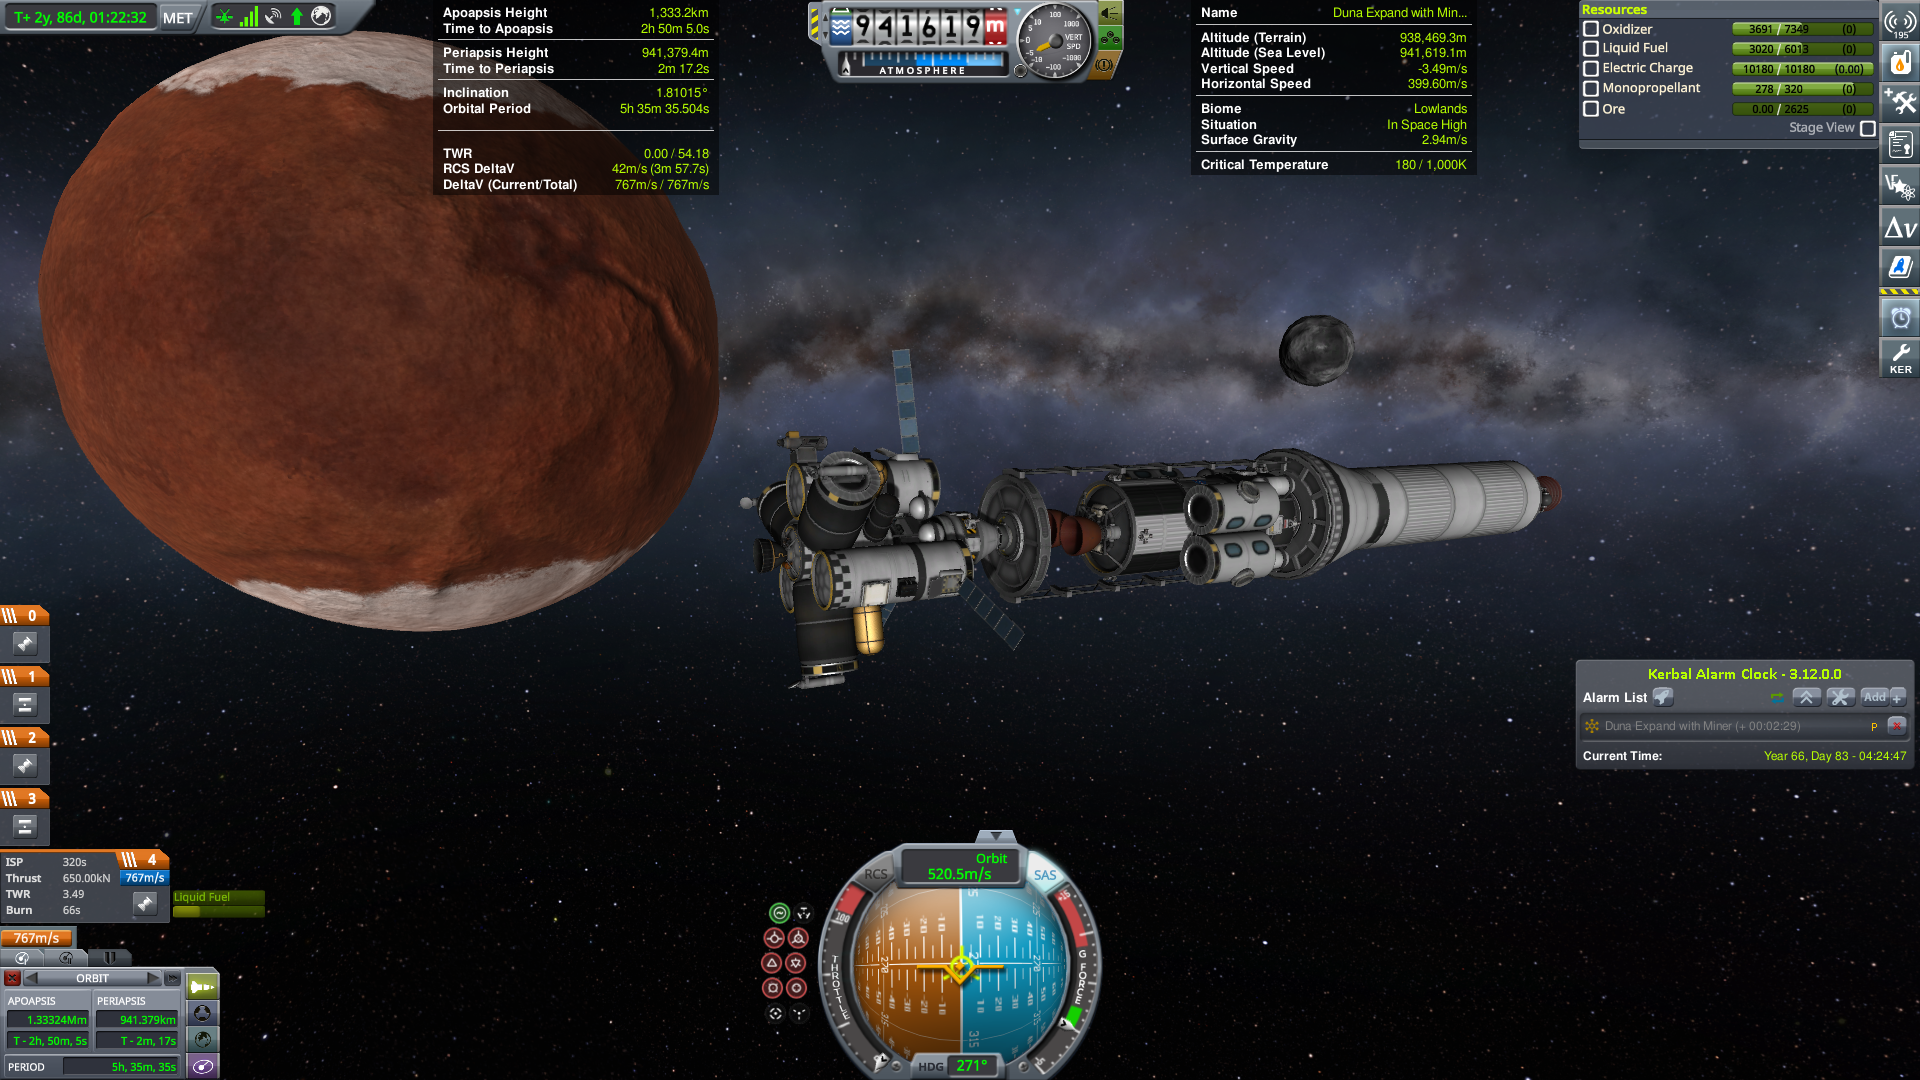 T+ 2y, 86d, 01:22:32 MET
Apoapsis Height 1,333.2km
Time to Apoapsis 2h 50m 5.0s
Periapsis Height 941,379.4m
Time to Periapsis 2m 17.2s
Inclination 1.81015°
Orbital Period 5h 35m 35.504s
TWR 0.00 / 54.18
RCS DeltaV 42m/s (3m 57.7s)
DeltaV (Current/Total) 767m/s / 767m/s
941619m
ATMOSPHERE
VERT
SPD
Name Duna Expand with Min...
Altitude (Terrain) 938,469.3m
Altitude (Sea Level) 941,619.1m
Vertical Speed -3.49m/s
Horizontal Speed 399.60m/s
Biome Lowlands
Situation In Space High
Surface Gravity 2.94m/s
Critical Temperature 180 / 1,000K
Resources
Oxidizer 3691 / 7349 (0)
Liquid Fuel 3020 / 6013 (0)
Electric Charge 10180 / 10180 (0.00)
Monopropellant 278 / 320 (0)
Ore 0.00 / 2625 (0)
Stage View
195
Δv
KER
0
1
2
3
4
ISP 320s
Thrust 650.00kN 767m/s
TWR 3.49
Burn 66s
Liquid Fuel
767m/s
ORBIT
APOAPSIS PERIAPSIS
1.33324Mm 941.379km
T - 2h, 50m, 5s T - 2m, 17s
PERIOD 5h, 35m, 35s
Kerbal Alarm Clock - 3.12.0.0
Alarm List Add +
Duna Expand with Miner (+ 00:02:29) P
Current Time: Year 66, Day 83 - 04:24:47
Orbit
RCS 520.5m/s SAS
THROTTLE
G FORCE
HDG 271°